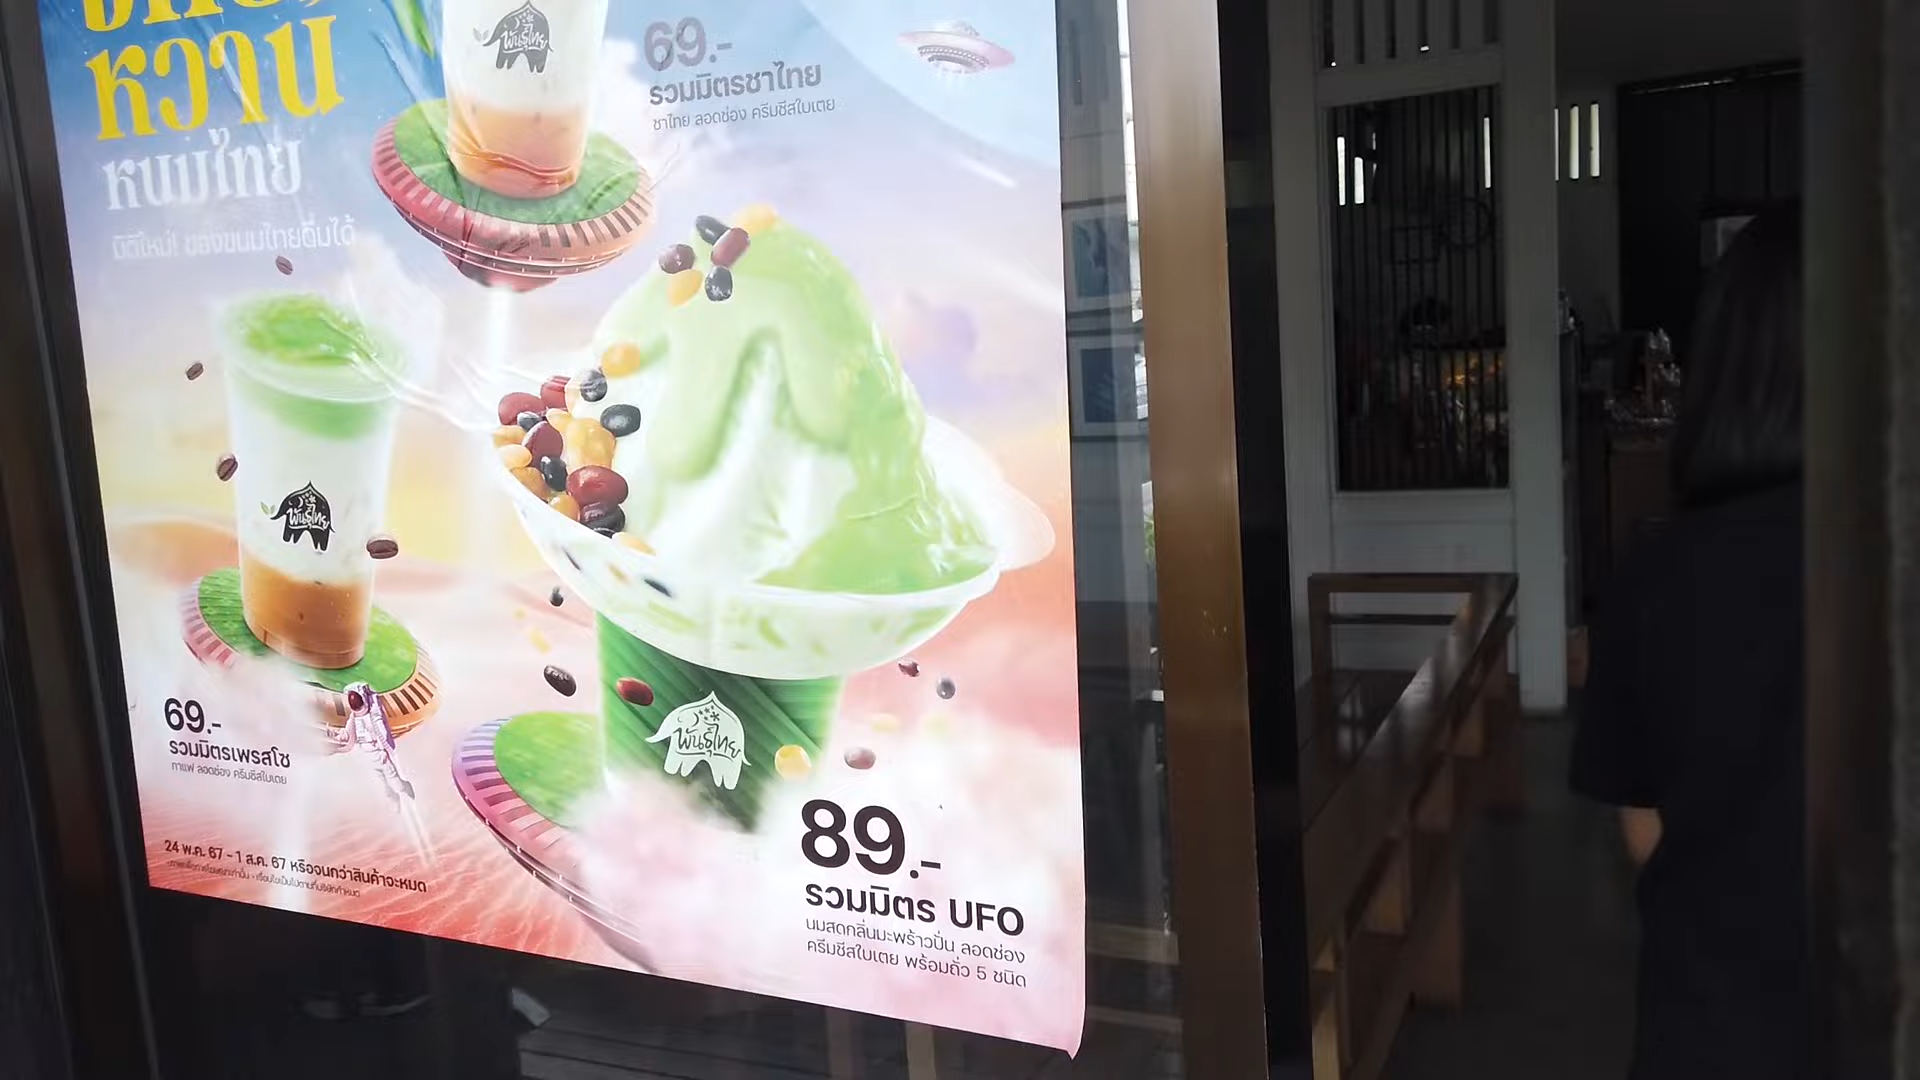 หวาน
หนมไทย
มิติใหม่! ของขนมไทยดื่มได้
พันธุ์ไทย
69.-
รวมมิตรชาไทย
ชาไทย ลอดช่อง ครีมชีสใบเตย
พันธุ์ไทย
69.-
รวมมิตรเพรสโซ
กาแฟ ลอดช่อง ครีมชีสใบเตย
24 พ.ค. 67 - 1 ส.ค. 67 หรือจนกว่าสินค้าจะหมด
พันธุ์ไทย
89.-
รวมมิตร UFO
นมสดกลิ่นมะพร้าวปั่น ลอดช่อง
ครีมชีสใบเตย พร้อมถั่ว 5 ชนิด